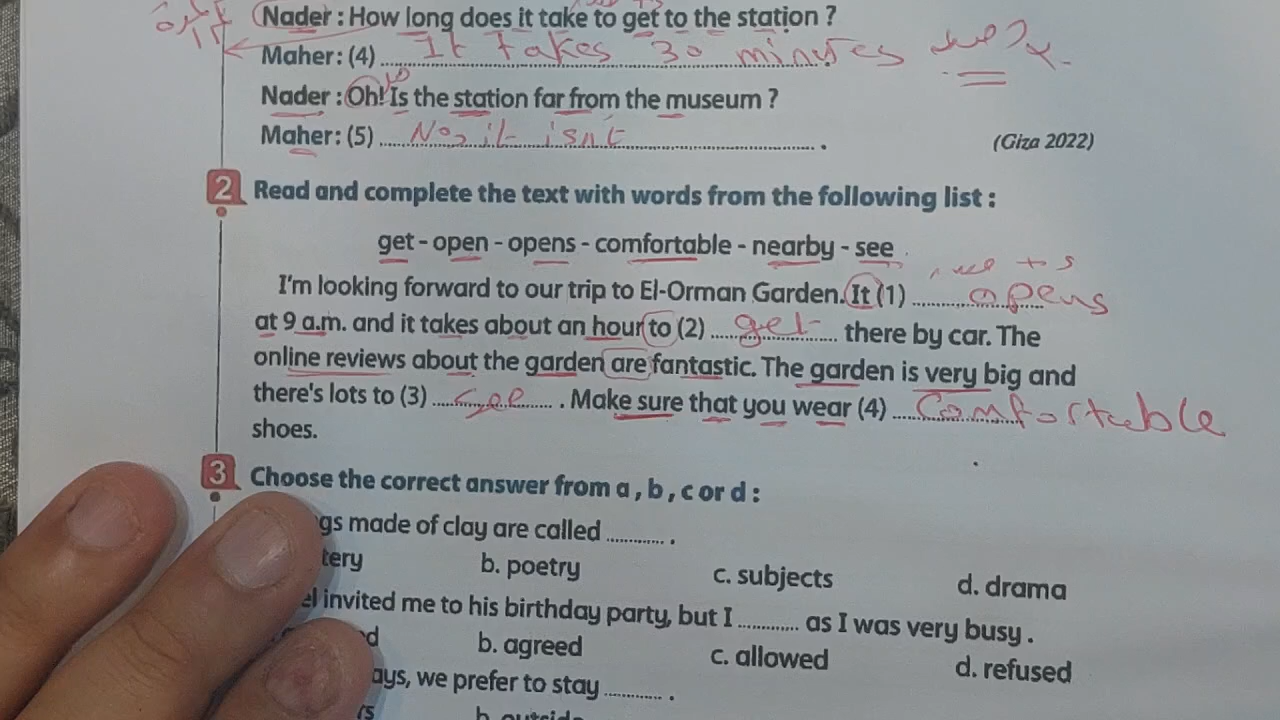 Nader : How long does it take to get to the station ?
Maher: (4) It takes 30 minutes
Nader : Oh! Is the station far from the museum ?
Maher: (5) No, it isnt .
(Giza 2022)
2 Read and complete the text with words from the following list :
get - open - opens - comfortable - nearby - see
I'm looking forward to our trip to El-Orman Garden. It (1) opens
at 9 a.m. and it takes about an hour to (2) get there by car. The
online reviews about the garden are fantastic. The garden is very big and
there's lots to (3) see . Make sure that you wear (4) Comfortable
shoes.
3 Choose the correct answer from a , b , c or d :
gs made of clay are called ............ .
tery b. poetry c. subjects d. drama
el invited me to his birthday party, but I ............ as I was very busy .
d b. agreed c. allowed d. refused
ays, we prefer to stay ............ .
rs b. outside